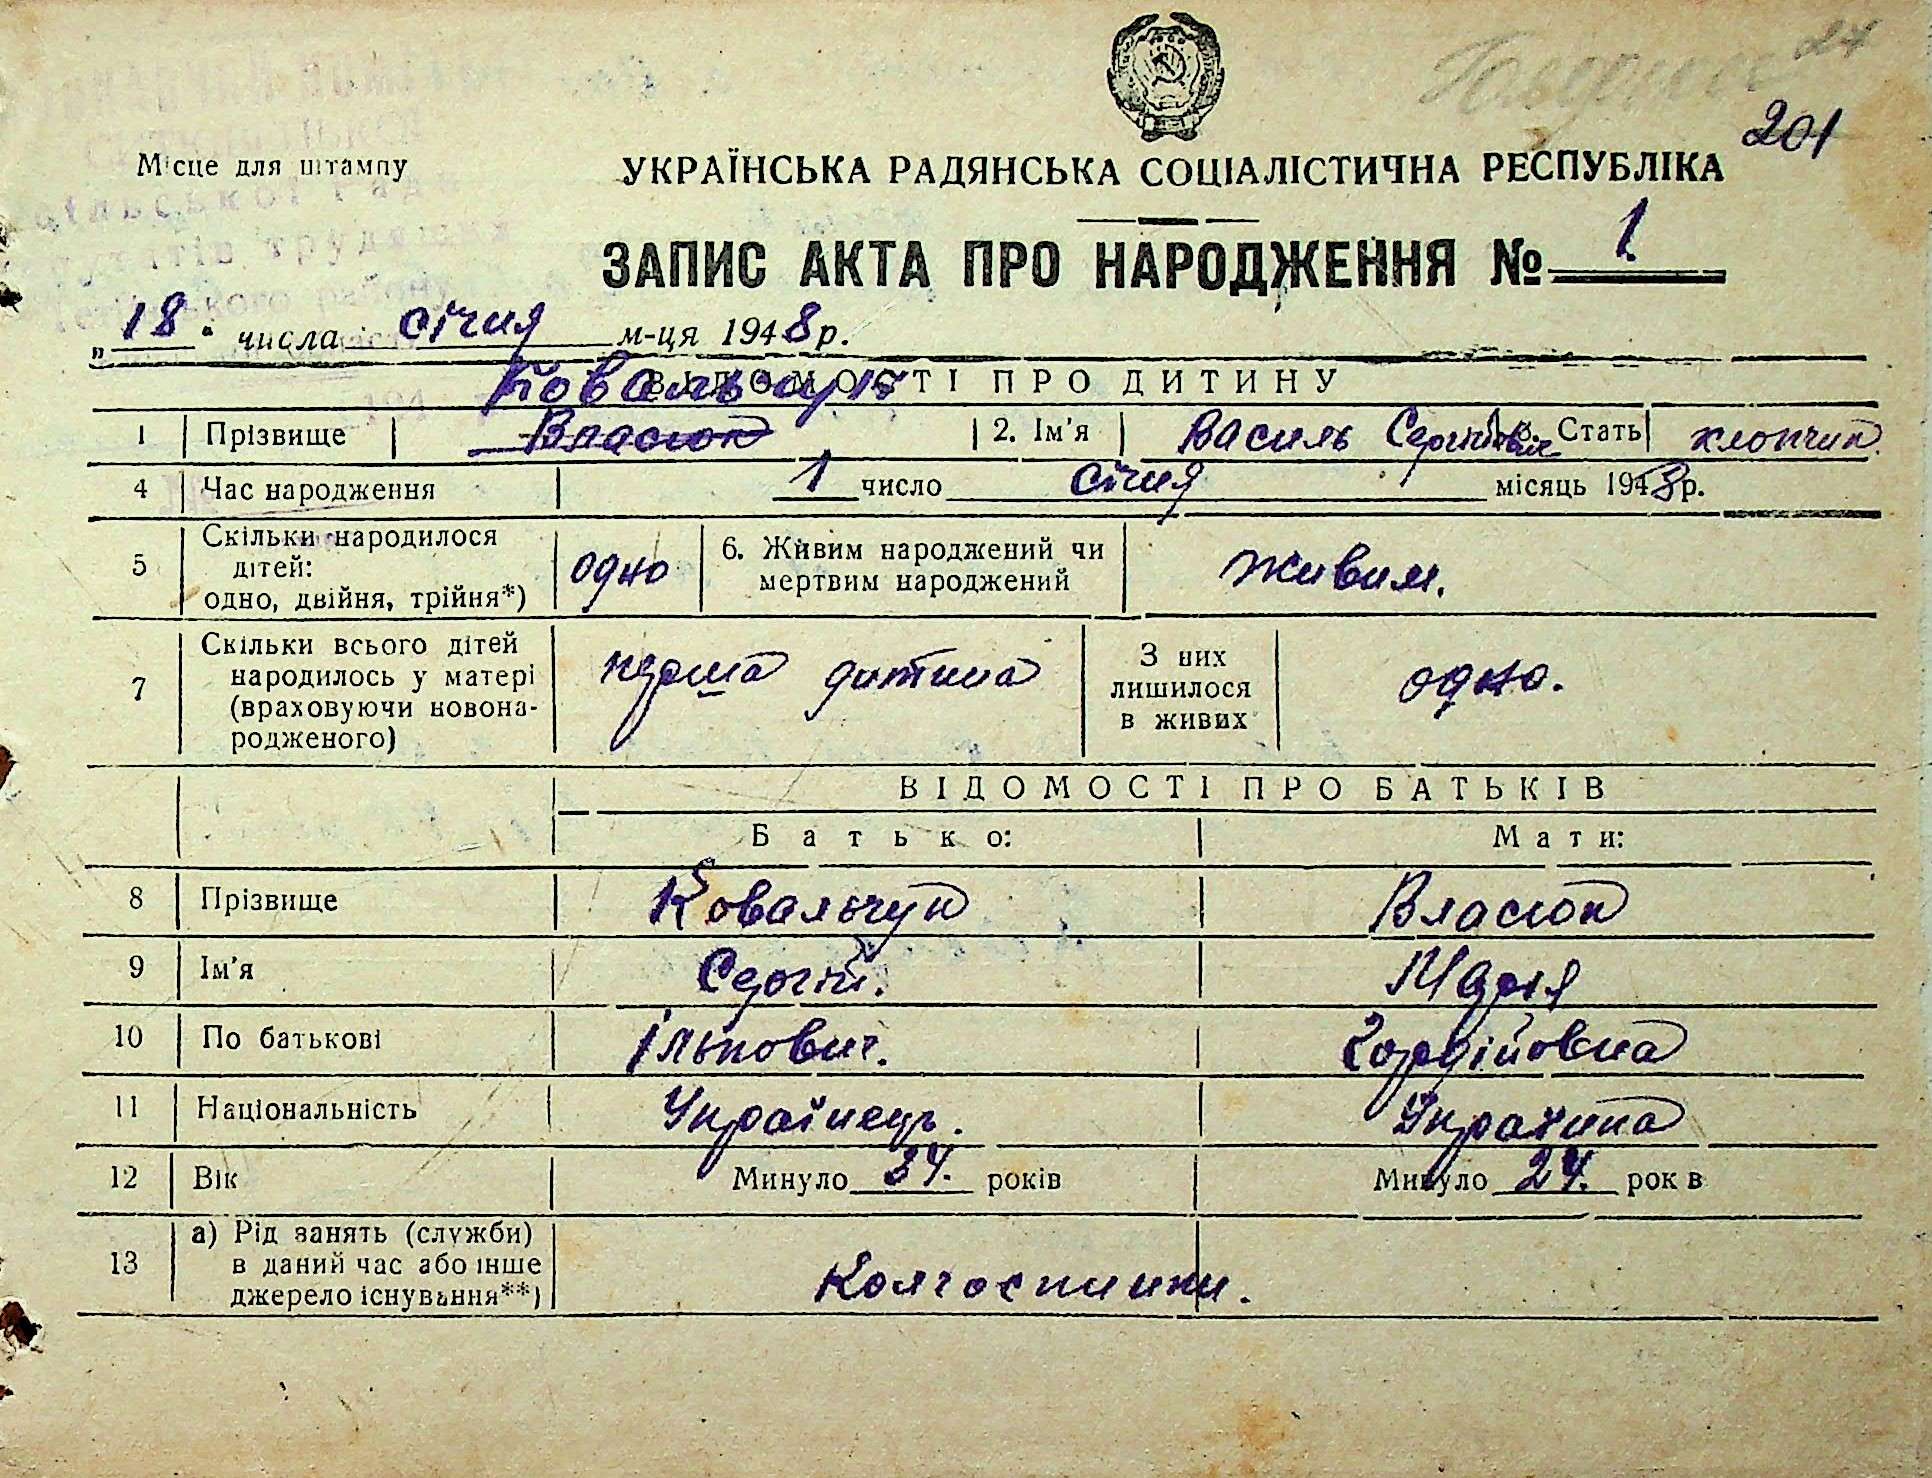 201
Місце для штампу
УКРАЇНСЬКА РАДЯНСЬКА СОЦІАЛІСТИЧНА РЕСПУБЛІКА
ЗАПИС АКТА ПРО НАРОДЖЕННЯ № 1
„18“ числа січня м-ця 1948 р.
ВІДОМОСТІ ПРО ДИТИНУ
Ковальчук
1 Прізвище Власюк 2. Ім'я Василь Сергійович Стать хлопчик
4 Час народження 1 число січня місяць 1948 р.
5 Скільки народилося дітей: одно, двійня, трійня*) одно 6. Живим народжений чи мертвим народжений живим.
7 Скільки всього дітей народилось у матері (враховуючи новонародженого) перша дитина З них лишилося в живих одно.
ВІДОМОСТІ ПРО БАТЬКІВ
Батько: Мати:
8 Прізвище Ковальчук Власюк
9 Ім'я Сергій. Марія
10 По батькові Ількович. Гордійовна
11 Національність Українець. Українка
12 Вік Минуло 34. років Минуло 24. рок в
13 а) Рід занять (служби) в даний час або інше джерело існування**) Колгоспники.